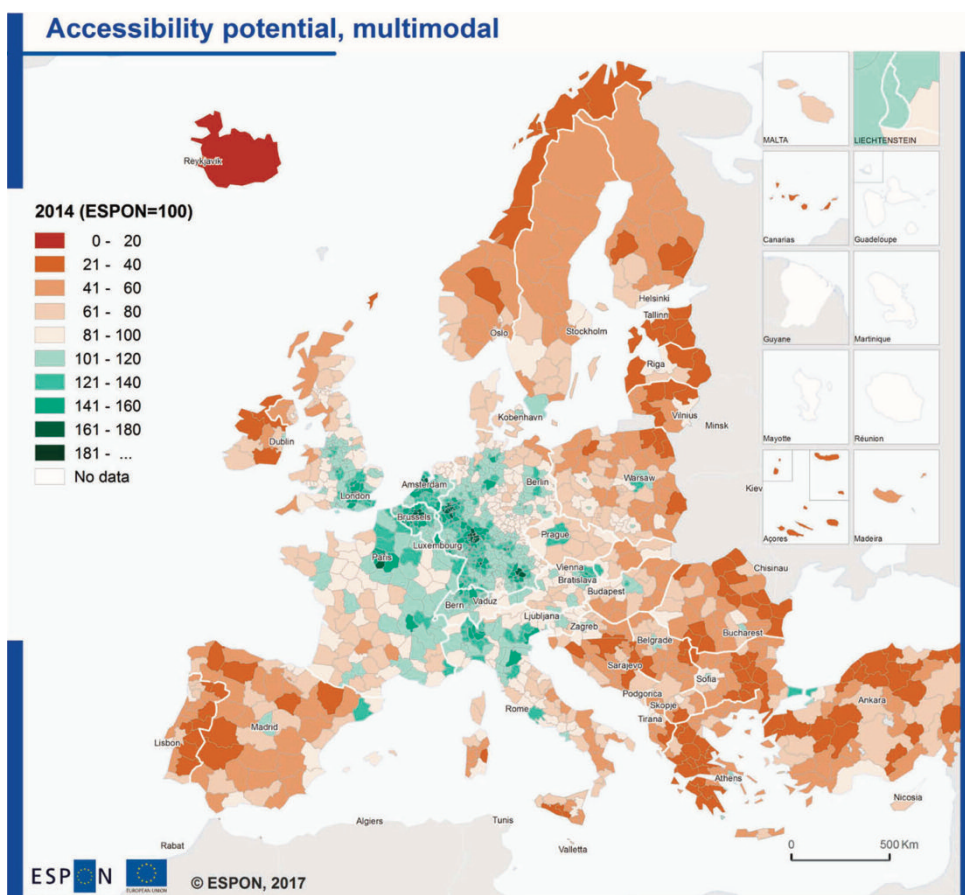 Accessibility potential, multimodal
MALTA
LIECHTENSTEIN
Reykjavik
2014 (ESPON=100)
0 - 20
21 - 40
41 - 60
61 - 80
81 - 100
101 - 120
121 - 140
141 - 160
161 - 180
181 - ...
No data
Canarias
Guadeloupe
Guyane
Martinique
Mayotte
Réunion
Açores
Madeira
Helsinki
Tallinn
Oslo
Stockholm
Riga
Kobenhavn
Vilnius
Minsk
Dublin
Amsterdam
Berlin
Warsaw
London
Brussels
Kiev
Luxembourg
Prague
Paris
Vienna
Bratislava
Chisinau
Budapest
Bern
Vaduz
Ljubljana
Zagreb
Belgrade
Bucharest
Sarajevo
Sofia
Podgorica
Skopje
Rome
Tirana
Ankara
Madrid
Lisbon
Athens
Nicosia
Algiers
Tunis
Rabat
Valletta
0 500 Km
ESPON
EUROPEAN UNION
© ESPON, 2017